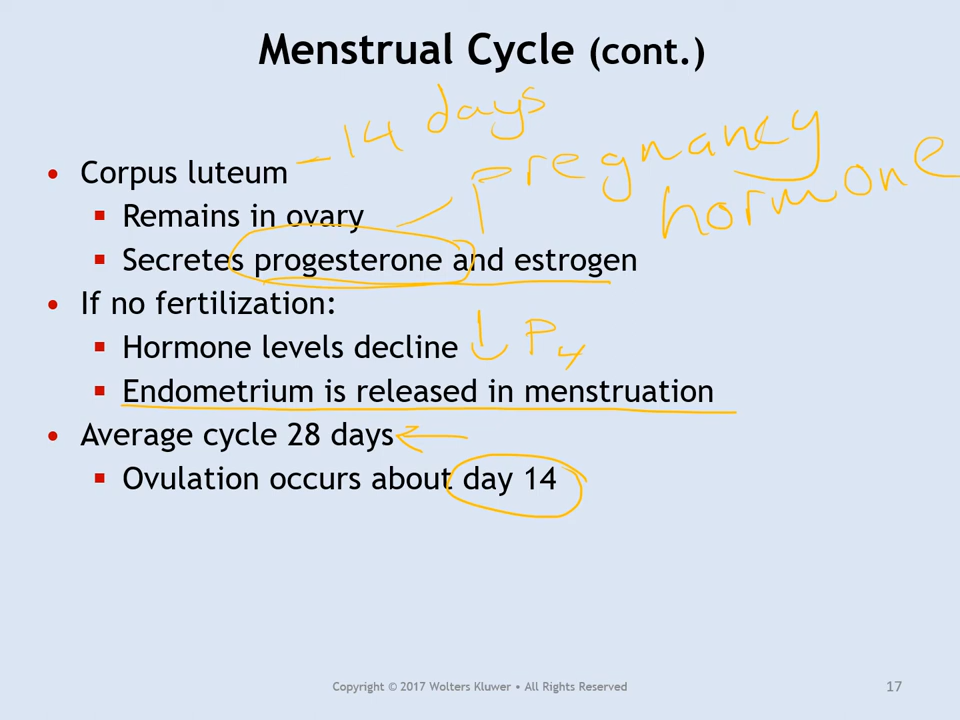 Menstrual Cycle (cont.)
• Corpus luteum – 14 days
▪ Remains in ovary – pregnancy hormone
▪ Secretes progesterone and estrogen
• If no fertilization:
▪ Hormone levels decline ↓ P4
▪ Endometrium is released in menstruation
• Average cycle 28 days ←
▪ Ovulation occurs about day 14
Copyright © 2017 Wolters Kluwer • All Rights Reserved
17